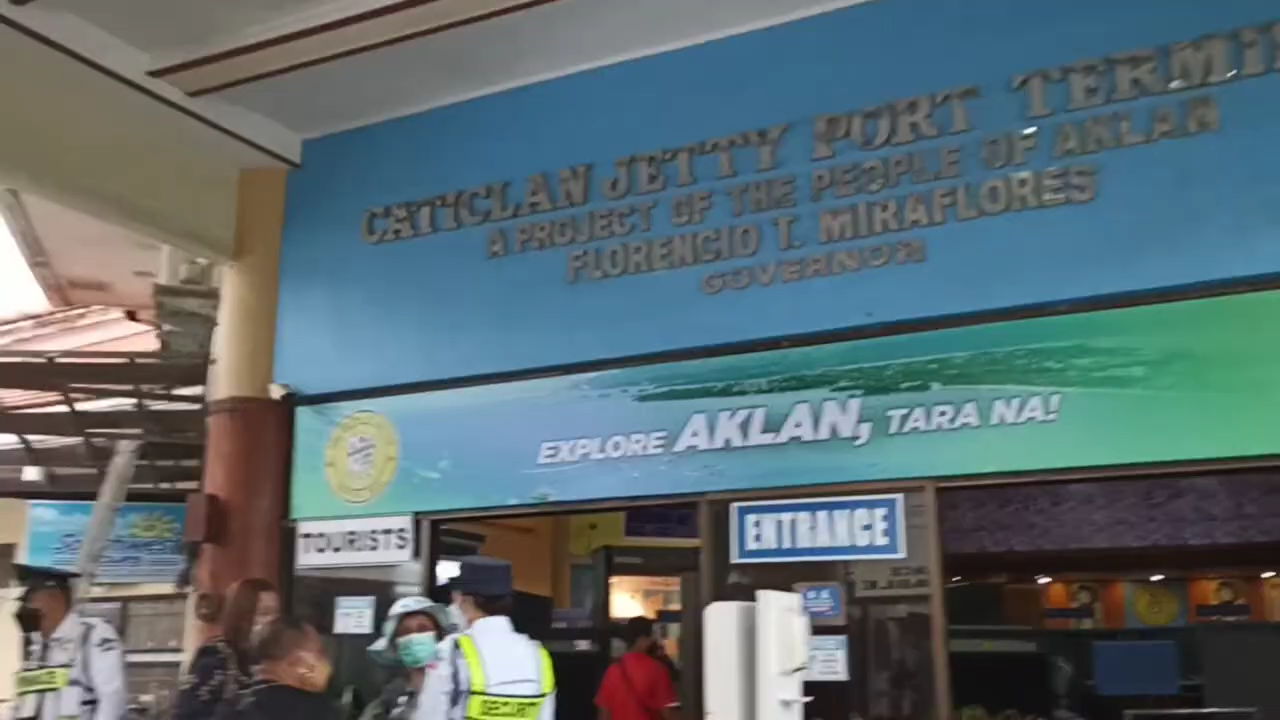 CATICLAN JETTY PORT TERMI
A PROJECT OF THE PEOPLE OF AKLAN
FLORENCIO T. MIRAFLORES
GOVERNOR
EXPLORE AKLAN, TARA NA!
TOURISTS
ENTRANCE
SECURITY